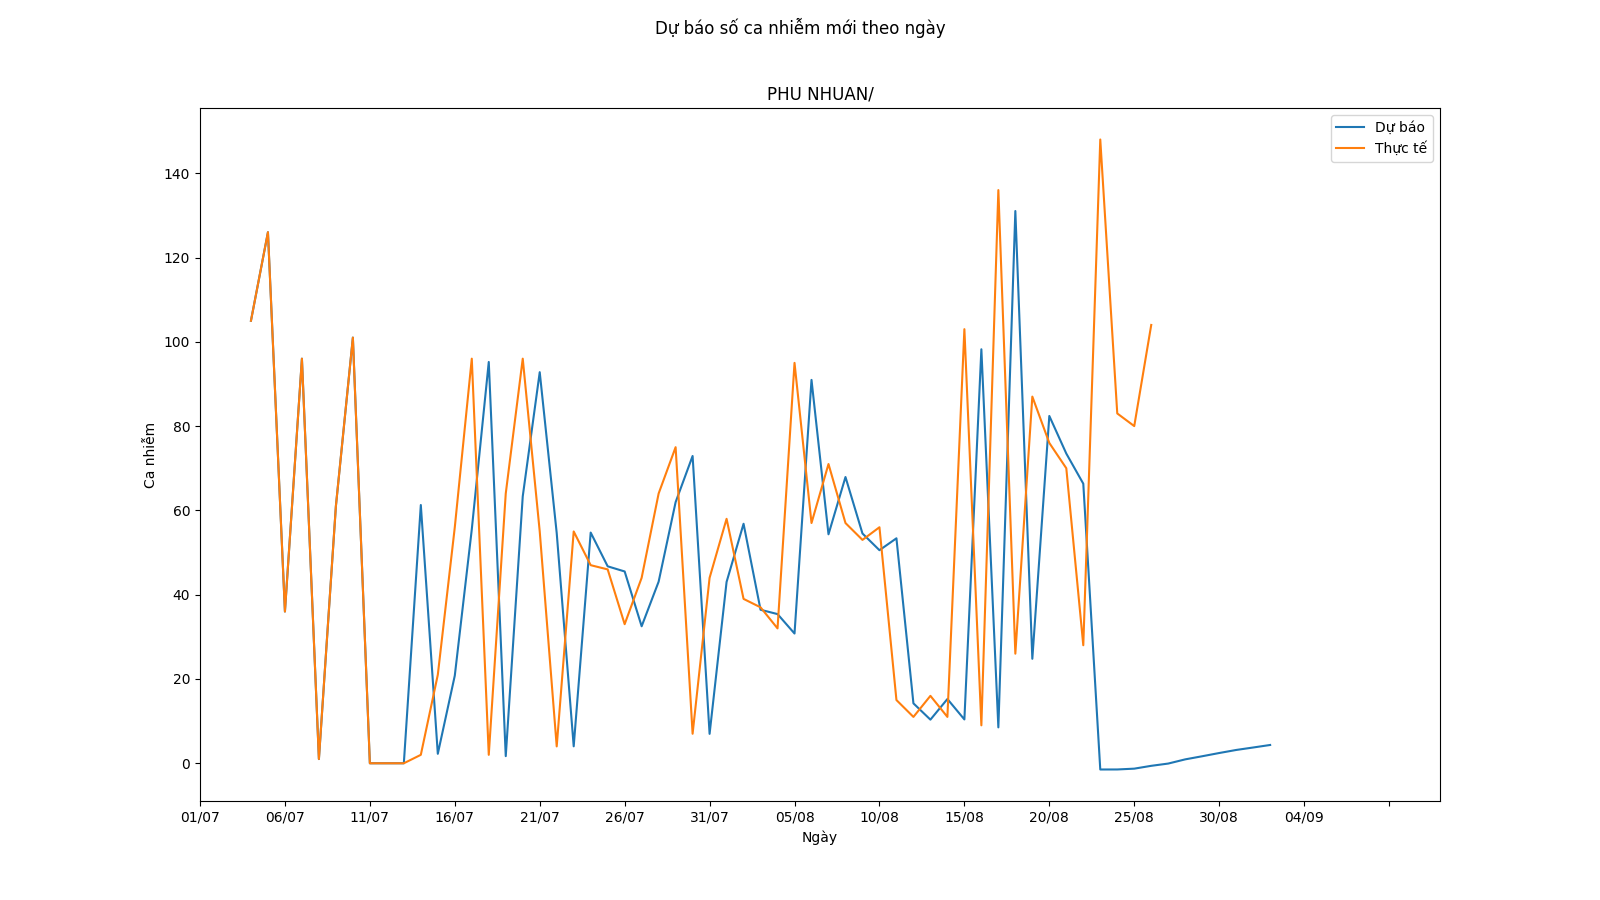 Dự báo số ca nhiễm mới theo ngày
PHU NHUAN/
Dự báo
Thực tế
140
120
100
80
60
40
20
0
Ca nhiễm
01/07 06/07 11/07 16/07 21/07 26/07 31/07 05/08 10/08 15/08 20/08 25/08 30/08 04/09
Ngày